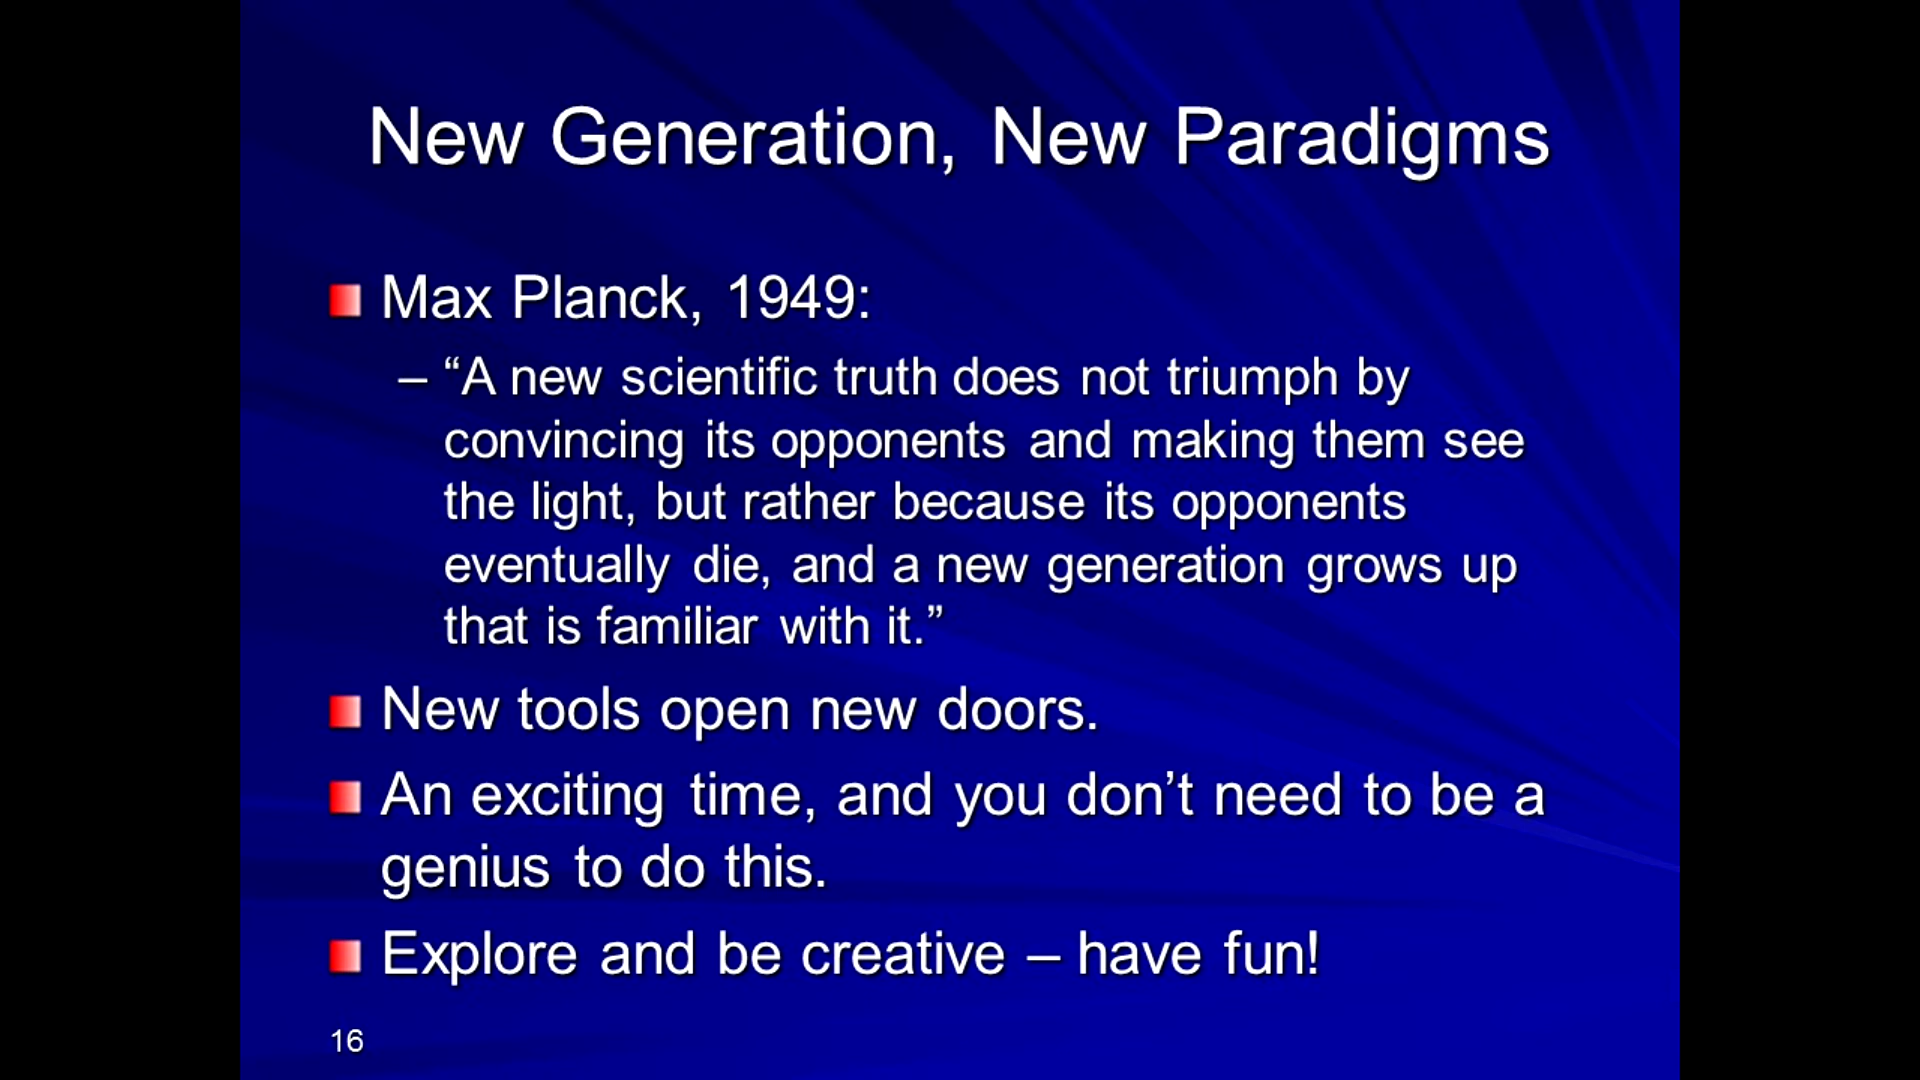 New Generation, New Paradigms
Max Planck, 1949:
– “A new scientific truth does not triumph by
convincing its opponents and making them see
the light, but rather because its opponents
eventually die, and a new generation grows up
that is familiar with it.”
New tools open new doors.
An exciting time, and you don’t need to be a
genius to do this.
Explore and be creative – have fun!
16